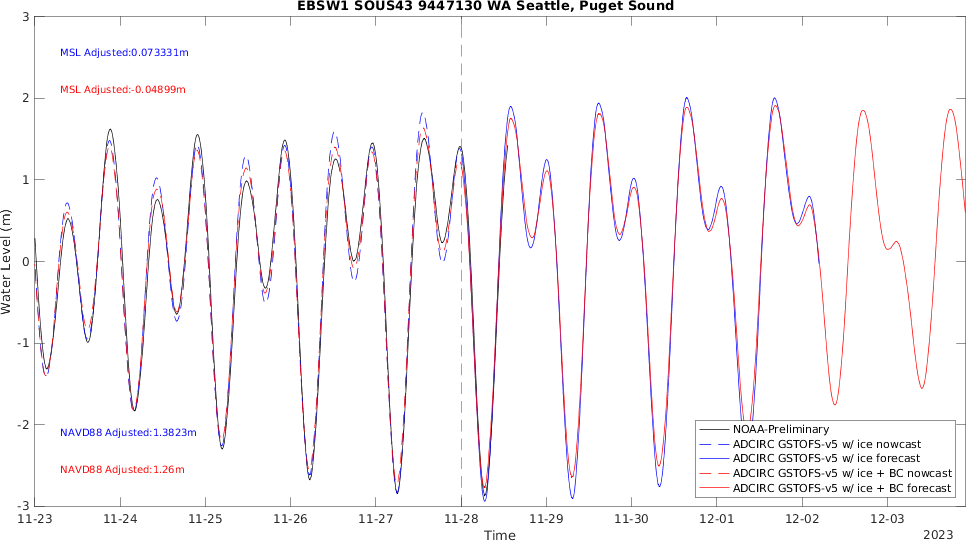 EBSW1 SOUS43 9447130 WA Seattle, Puget Sound
3
2
1
0
-1
-2
-3
Water Level (m)
MSL Adjusted:0.073331m
MSL Adjusted:-0.04899m
NAVD88 Adjusted:1.3823m
NAVD88 Adjusted:1.26m
NOAA-Preliminary
ADCIRC GSTOFS-v5 w/ ice nowcast
ADCIRC GSTOFS-v5 w/ ice forecast
ADCIRC GSTOFS-v5 w/ ice + BC nowcast
ADCIRC GSTOFS-v5 w/ ice + BC forecast
11-23 11-24 11-25 11-26 11-27 11-28 11-29 11-30 12-01 12-02 12-03
Time
2023